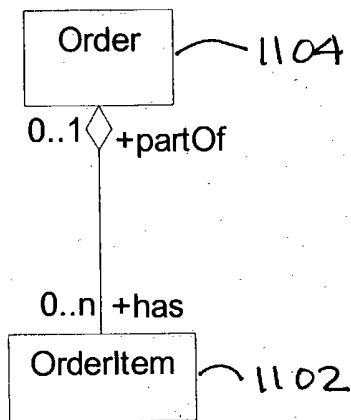 Order
1104
0..1 +partOf
0..n +has
OrderItem
1102